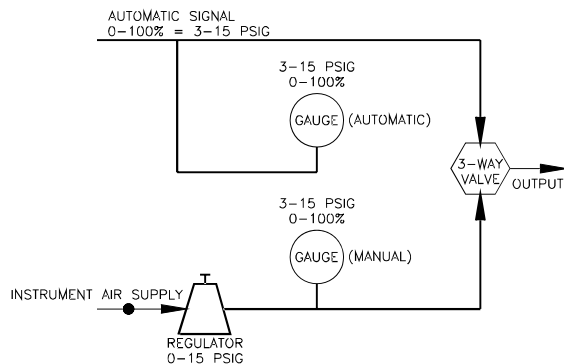 AUTOMATIC SIGNAL
0-100% = 3-15 PSIG
3-15 PSIG
0-100%
GAUGE (AUTOMATIC)
3-WAY
VALVE
OUTPUT
3-15 PSIG
0-100%
GAUGE (MANUAL)
INSTRUMENT AIR SUPPLY
REGULATOR
0-15 PSIG